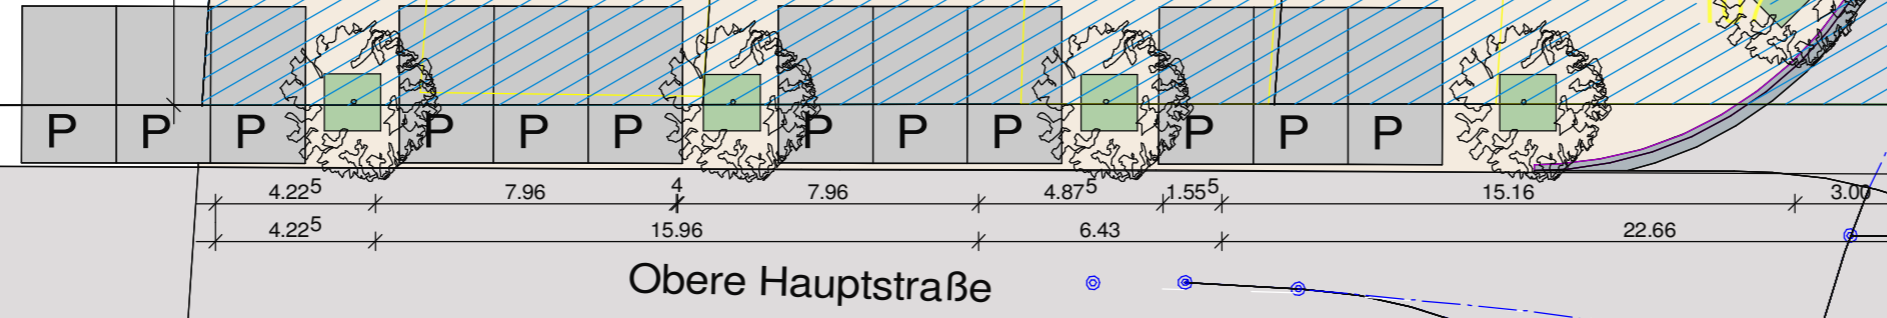 P P P P P P P P P P P P
4.22⁵ 7.96 4 7.96 4.87⁵ 1.55⁵ 15.16 3.00
4.22⁵ 15.96 6.43 22.66
Obere Hauptstraße